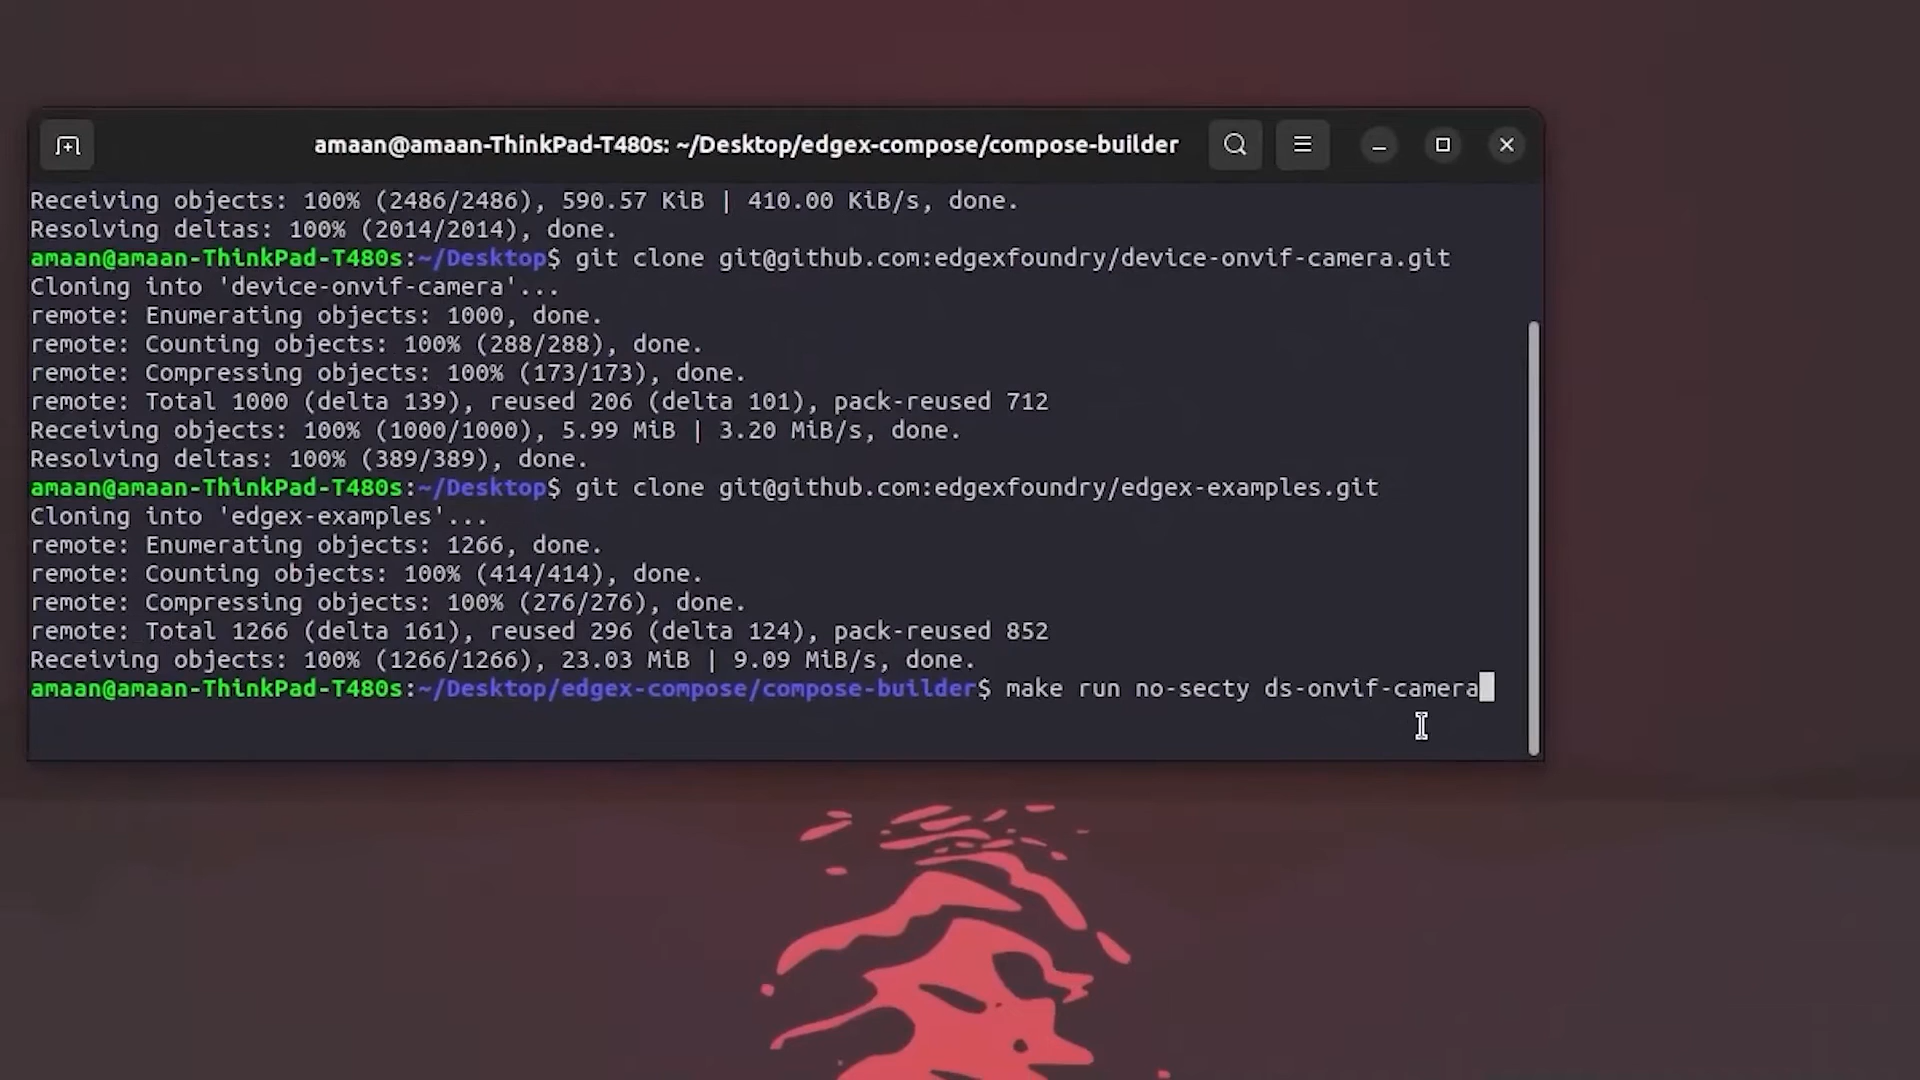 amaan@amaan-ThinkPad-T480s: ~/Desktop/edgex-compose/compose-builder
Receiving objects: 100% (2486/2486), 590.57 KiB | 410.00 KiB/s, done.
Resolving deltas: 100% (2014/2014), done.
amaan@amaan-ThinkPad-T480s:~/Desktop$ git clone git@github.com:edgexfoundry/device-onvif-camera.git
Cloning into 'device-onvif-camera'...
remote: Enumerating objects: 1000, done.
remote: Counting objects: 100% (288/288), done.
remote: Compressing objects: 100% (173/173), done.
remote: Total 1000 (delta 139), reused 206 (delta 101), pack-reused 712
Receiving objects: 100% (1000/1000), 5.99 MiB | 3.20 MiB/s, done.
Resolving deltas: 100% (389/389), done.
amaan@amaan-ThinkPad-T480s:~/Desktop$ git clone git@github.com:edgexfoundry/edgex-examples.git
Cloning into 'edgex-examples'...
remote: Enumerating objects: 1266, done.
remote: Counting objects: 100% (414/414), done.
remote: Compressing objects: 100% (276/276), done.
remote: Total 1266 (delta 161), reused 296 (delta 124), pack-reused 852
Receiving objects: 100% (1266/1266), 23.03 MiB | 9.09 MiB/s, done.
amaan@amaan-ThinkPad-T480s:~/Desktop/edgex-compose/compose-builder$ make run no-secty ds-onvif-camera